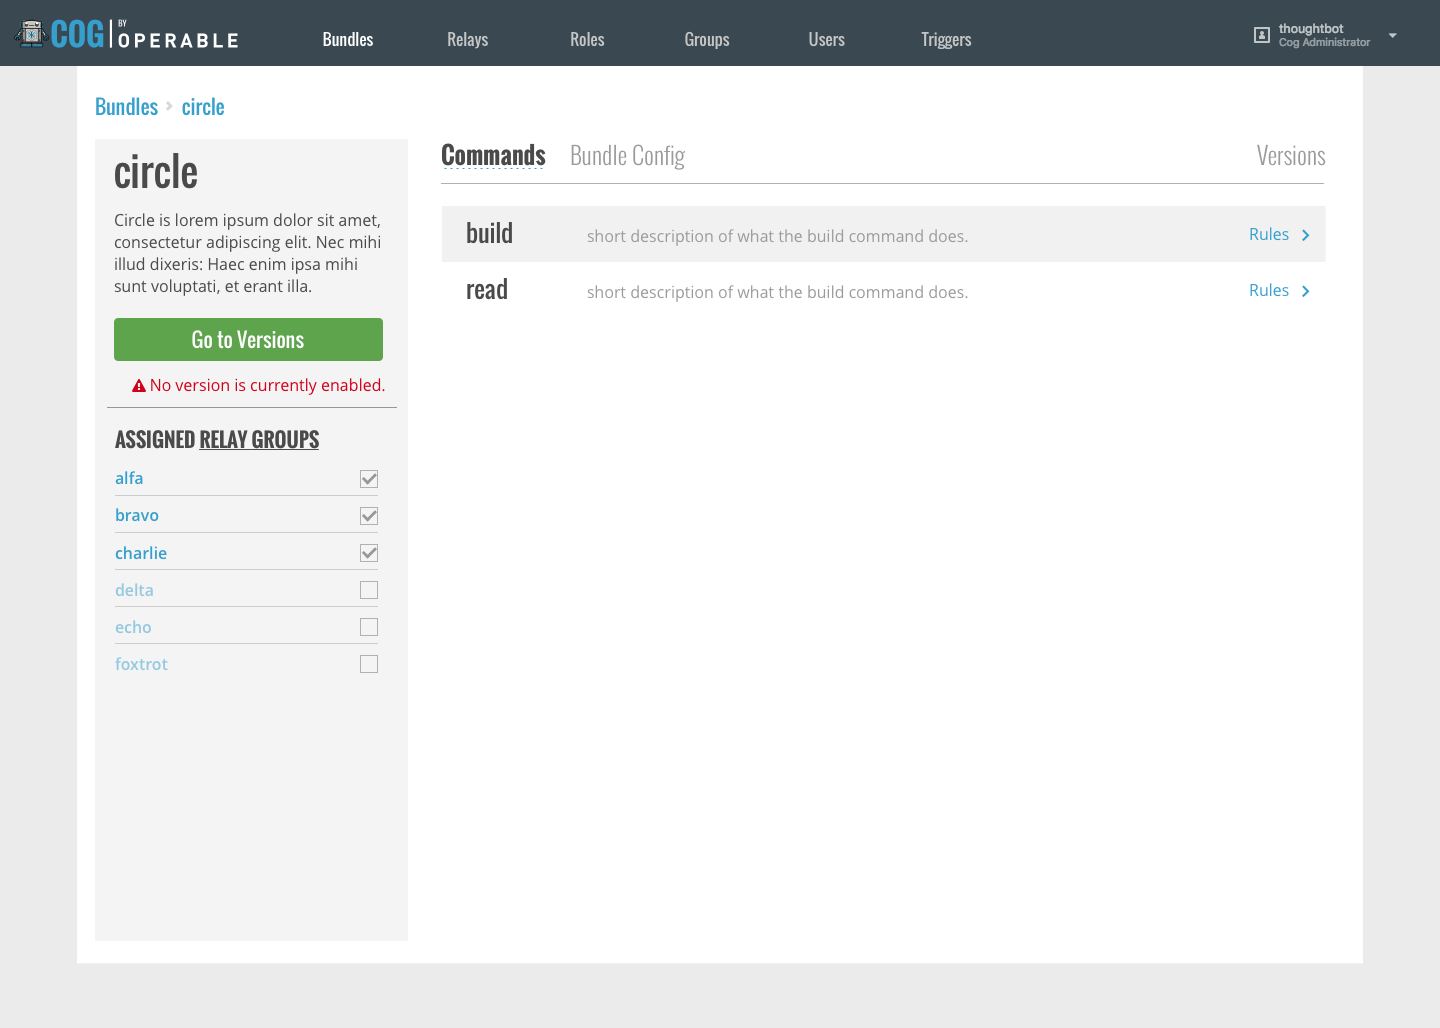 COG BY OPERABLE
Bundles Relays Roles Groups Users Triggers
thoughtbot
Cog Administrator
Bundles circle
circle
Circle is lorem ipsum dolor sit amet,
consectetur adipiscing elit. Nec mihi
illud dixeris: Haec enim ipsa mihi
sunt voluptati, et erant illa.
Go to Versions
No version is currently enabled.
ASSIGNED RELAY GROUPS
alfa
bravo
charlie
delta
echo
foxtrot
Commands Bundle Config Versions
build short description of what the build command does. Rules
read short description of what the build command does. Rules